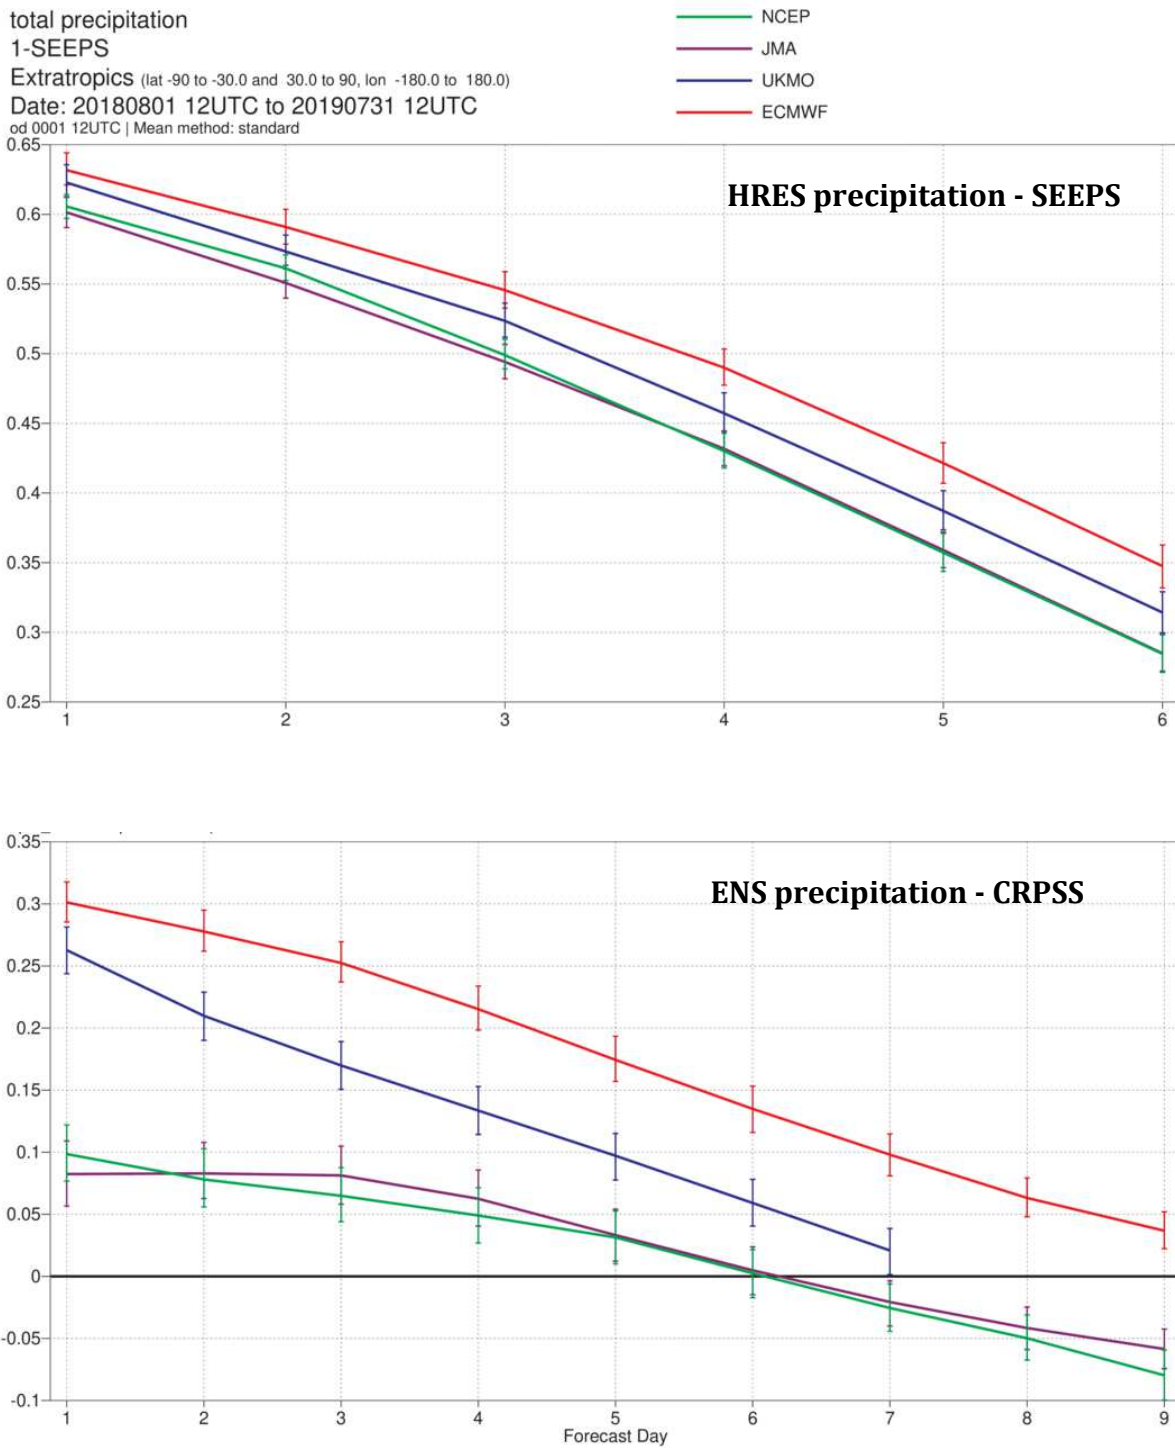 total precipitation
1-SEEPS
Extratropics (lat -90 to -30.0 and 30.0 to 90, lon -180.0 to 180.0)
Date: 20180801 12UTC to 20190731 12UTC
od 0001 12UTC | Mean method: standard
NCEP
JMA
UKMO
ECMWF
HRES precipitation - SEEPS
0.65
0.6
0.55
0.5
0.45
0.4
0.35
0.3
0.25
1 2 3 4 5 6
ENS precipitation - CRPSS
0.35
0.3
0.25
0.2
0.15
0.1
0.05
0
-0.05
-0.1
1 2 3 4 5 6 7 8 9
Forecast Day